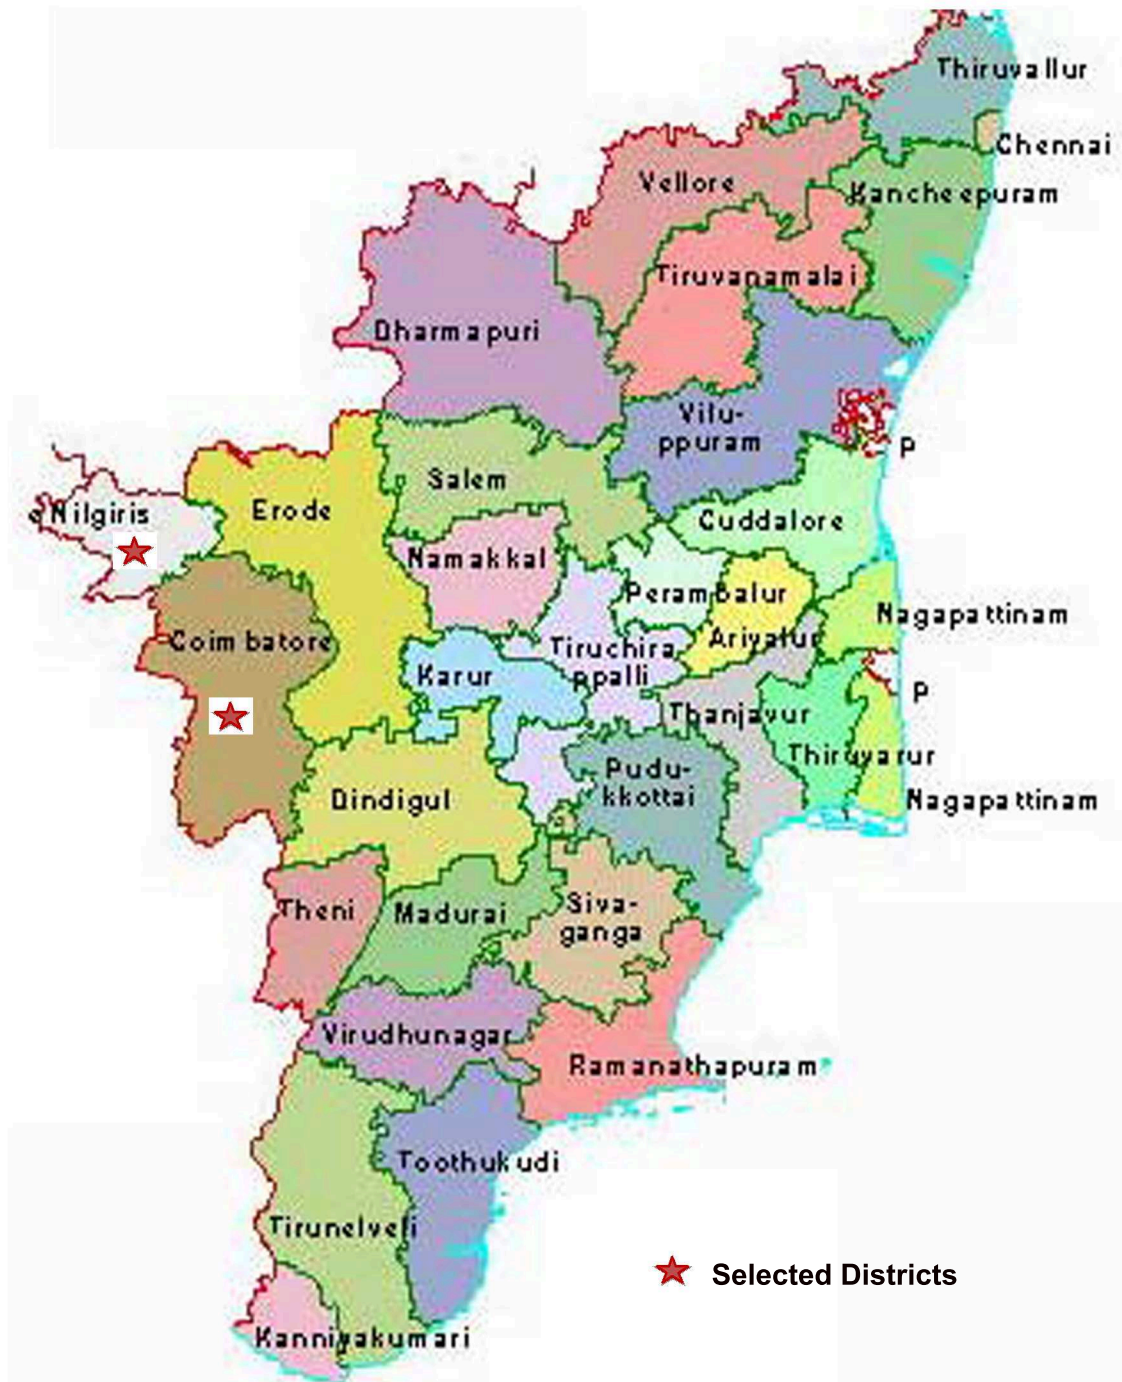 Thiruvallur
Chennai
Vellore
Kancheepuram
Tiruvanamalai
Dharmapuri
Vilu-
ppuram
P
Salem
eNilgiris
Erode
Cuddalore
Namakkal
Perambalur
Nagapattinam
Ariyalur
Coimbatore
Tiruchira
ppalli
Karur
P
Thanjavur
Thiruvarur
Pudu-
kkottai
Dindigul
Nagapattinam
Theni
Madurai
Siva-
ganga
Virudhunagar
Ramanathapuram
Toothukudi
Tirunelveli
Selected Districts
Kanniyakumari